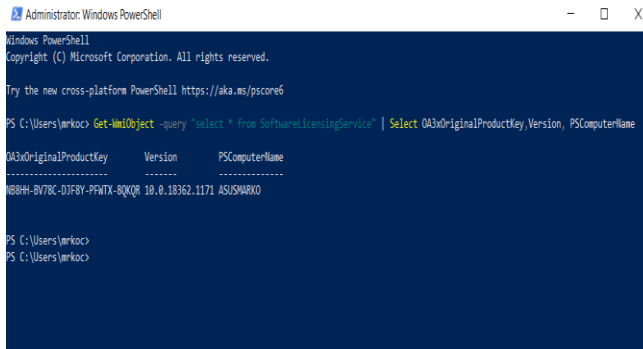 Administrator: Windows PowerShell
Windows PowerShell
Copyright (C) Microsoft Corporation. All rights reserved.
Try the new cross-platform PowerShell https://aka.ms/pscore6
PS C:\Users\mrkoc> Get-WmiObject -query "select * from SoftwareLicensingService" | Select OA3xOriginalProductKey,Version, PSComputerName
OA3xOriginalProductKey Version PSComputerName
---------------------- ------- --------------
NB8HH-BV78C-DJF8Y-PFWTX-8QKQR 10.0.18362.1171 ASUSMARKO
PS C:\Users\mrkoc>
PS C:\Users\mrkoc>